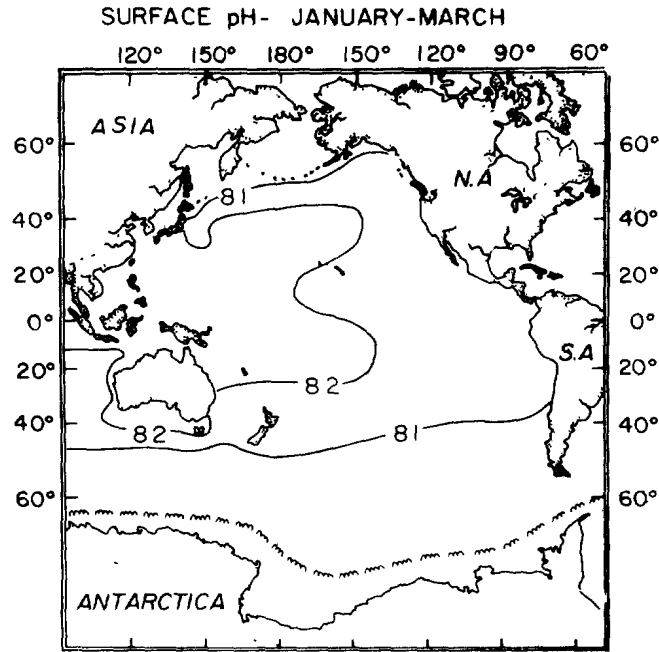 SURFACE pH- JANUARY-MARCH
120° 150° 180° 150° 120° 90° 60°
ASIA
60° 60°
N.A
81
40° 40°
20° 20°
0° 0°
S.A
20° 20°
82
82 81
40° 40°
60° 60°
ANTARCTICA